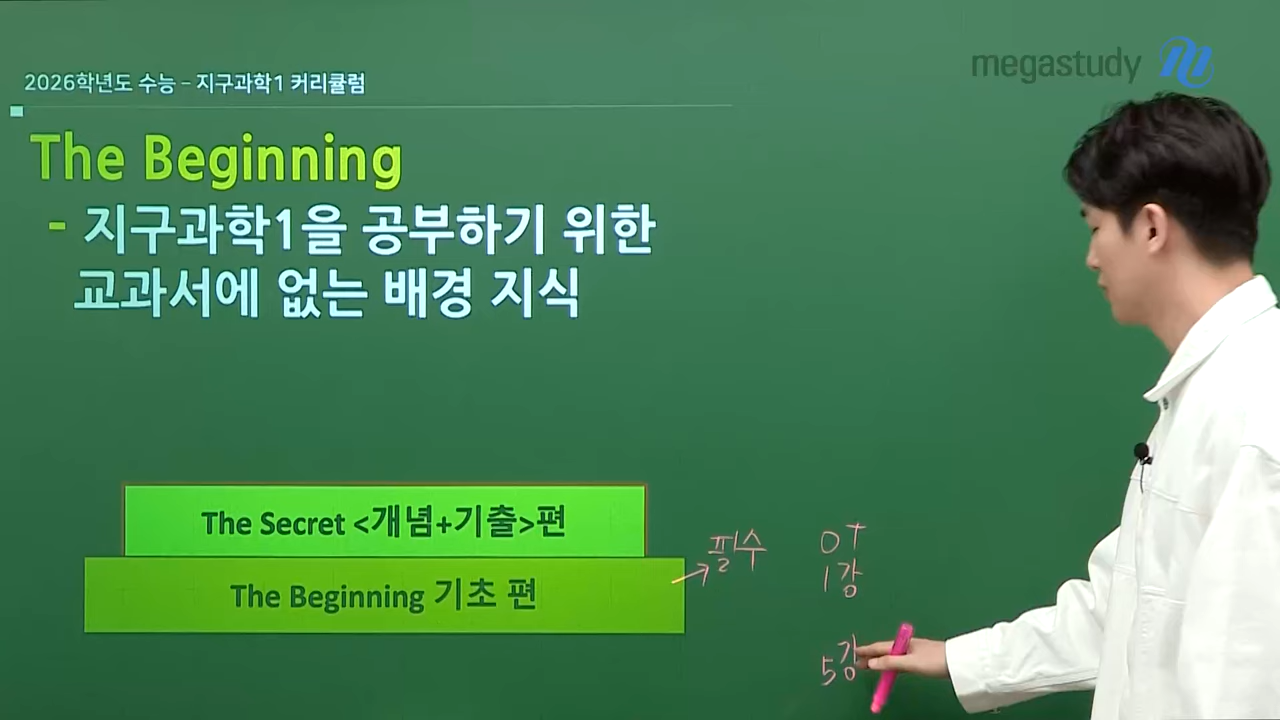 megastudy
2026학년도 수능 - 지구과학1 커리큘럼
The Beginning
- 지구과학1을 공부하기 위한
교과서에 없는 배경 지식
The Secret <개념+기출>편
The Beginning 기초 편
필수
OT
1강
5강